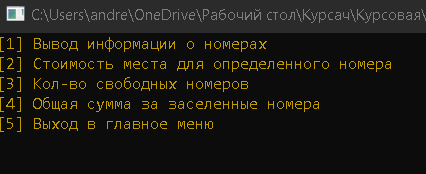 C:\Users\andre\OneDrive\Рабочий стол\Курсач\Курсовая\
[1] Вывод информации о номерах
[2] Стоимость места для определенного номера
[3] Кол-во свободных номеров
[4] Общая сумма за заселенные номера
[5] Выход в главное меню